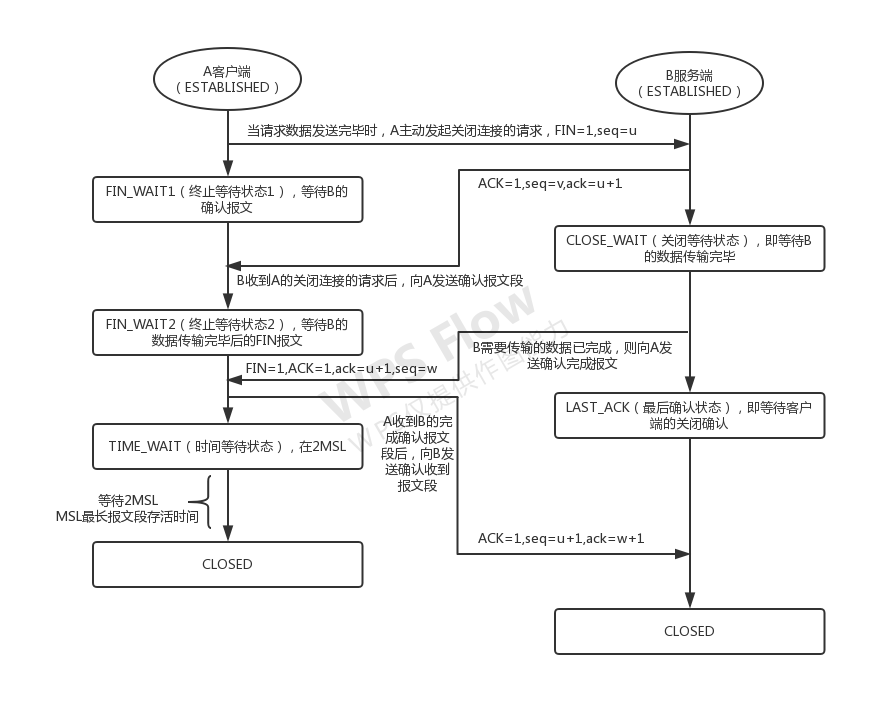 A客户端
（ESTABLISHED）
B服务端
（ESTABLISHED）
当请求数据发送完毕时，A主动发起关闭连接的请求，FIN=1,seq=u
FIN_WAIT1（终止等待状态1），等待B的
确认报文
ACK=1,seq=v,ack=u+1
CLOSE_WAIT（关闭等待状态），即等待B
的数据传输完毕
B收到A的关闭连接的请求后，向A发送确认报文段
FIN_WAIT2（终止等待状态2），等待B的
数据传输完毕后的FIN报文
B需要传输的数据已完成，则向A发
送确认完成报文
FIN=1,ACK=1,ack=u+1,seq=w
LAST_ACK（最后确认状态），即等待客户
端的关闭确认
A收到B的完
成确认报文
段后，向B发
送确认收到
报文段
TIME_WAIT（时间等待状态），在2MSL
等待2MSL
MSL最长报文段存活时间
ACK=1,seq=u+1,ack=w+1
CLOSED
CLOSED
WPS Flow
WPS仅提供作图能力